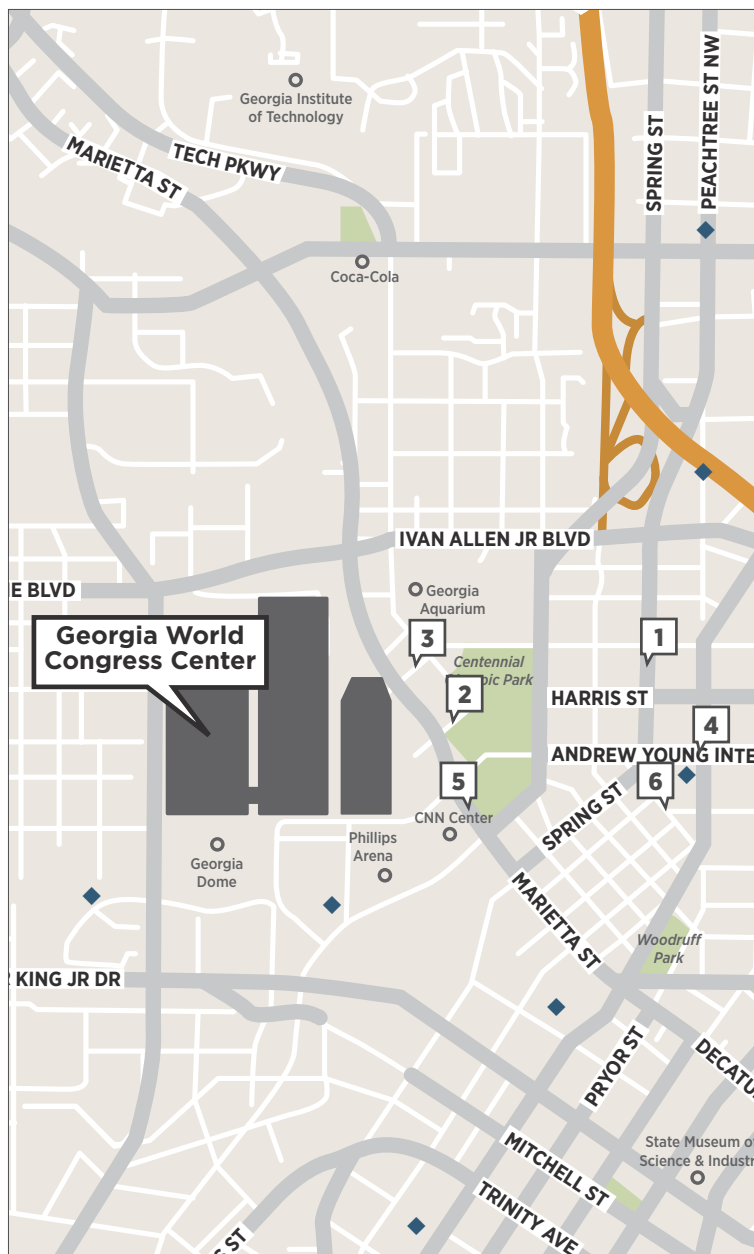 Georgia Institute
of Technology
MARIETTA ST
TECH PKWY
SPRING ST
PEACHTREE ST NW
Coca-Cola
IVAN ALLEN JR BLVD
E BLVD
Georgia
Aquarium
Georgia World
Congress Center
3
1
Centennial
pic Park
2
HARRIS ST
4
ANDREW YOUNG INTE
5
6
CNN Center
SPRING ST
Phillips
Arena
Georgia
Dome
MARIETTA ST
Woodruff
Park
KING JR DR
PRYOR ST
DECATU
MITCHELL ST
State Museum of
Science & Industr
TRINITY AVE
S ST